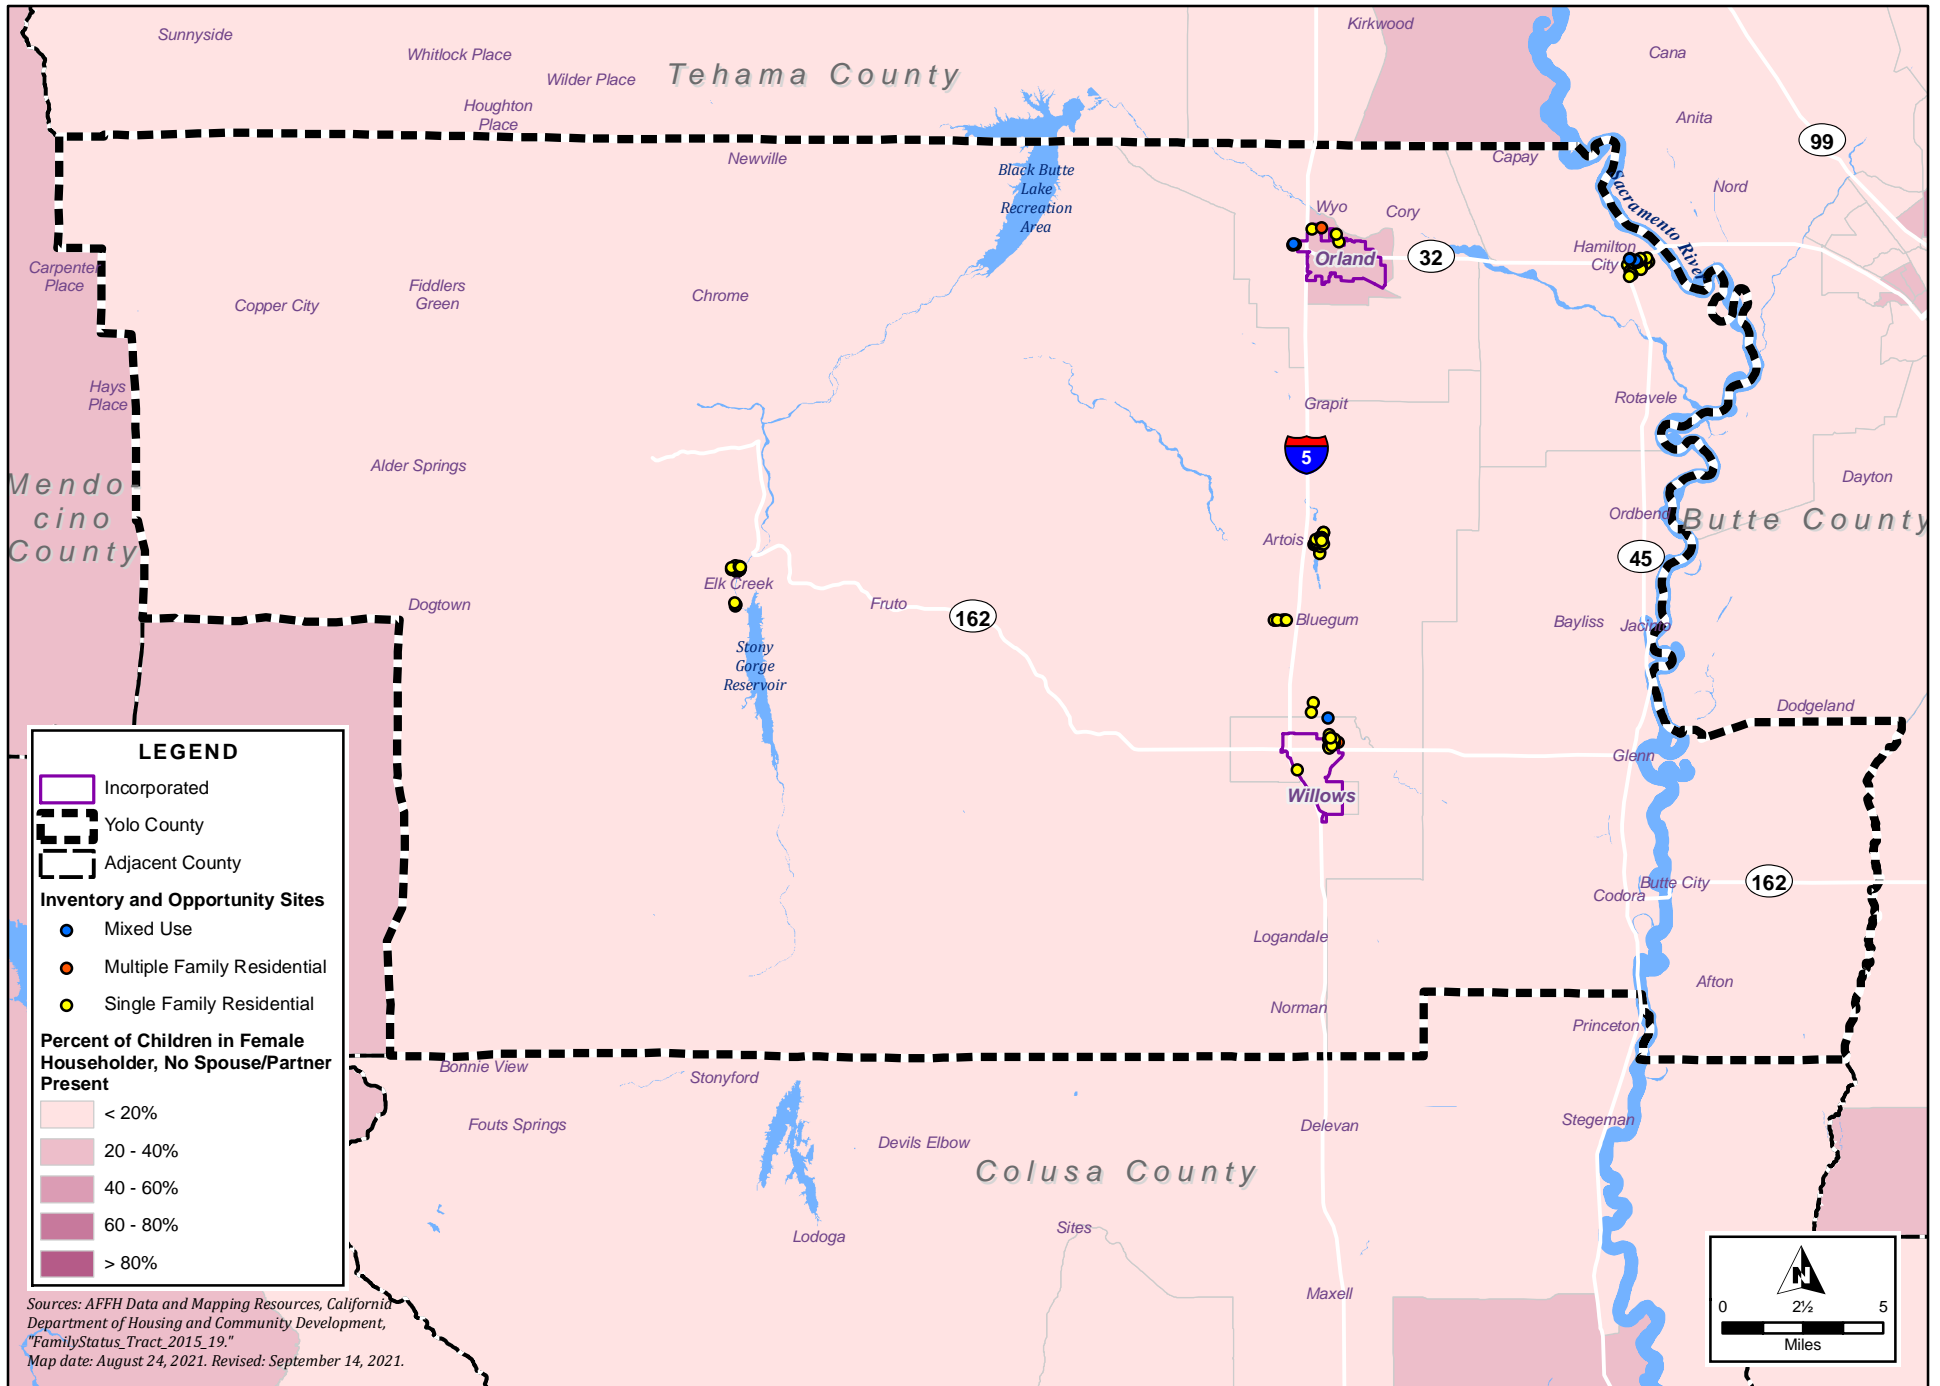 Sunnyside
Whitlock Place
Wilder Place
Houghton
Place
Tehama County
Kirkwood
Cana
Anita
99
Newville
Black Butte
Lake
Recreation
Area
Capay
Nord
Sacramento River
Wyo
Cory
Orland
32
Hamilton
City
Carpenter
Place
Copper City
Fiddlers
Green
Chrome
Hays
Place
Grapit
Rotavele
5
Alder Springs
Mendo-
cino
County
Dayton
Ordbend
Butte County
Artois
45
Elk Creek
Dogtown
Fruto
162
Bluegum
Bayliss
Jacinto
Stony
Gorge
Reservoir
Dodgeland
Glenn
Willows
Butte City
162
Codora
Logandale
Afton
Norman
Princeton
Bonnie View
Stonyford
Fouts Springs
Devils Elbow
Delevan
Stegeman
Colusa County
Sites
Lodoga
Maxell
LEGEND
Incorporated
Yolo County
Adjacent County
Inventory and Opportunity Sites
Mixed Use
Multiple Family Residential
Single Family Residential
Percent of Children in Female
Householder, No Spouse/Partner
Present
< 20%
20 - 40%
40 - 60%
60 - 80%
> 80%
Sources: AFFH Data and Mapping Resources, California
Department of Housing and Community Development,
"FamilyStatus_Tract_2015_19."
Map date: August 24, 2021. Revised: September 14, 2021.
N
0 2½ 5
Miles